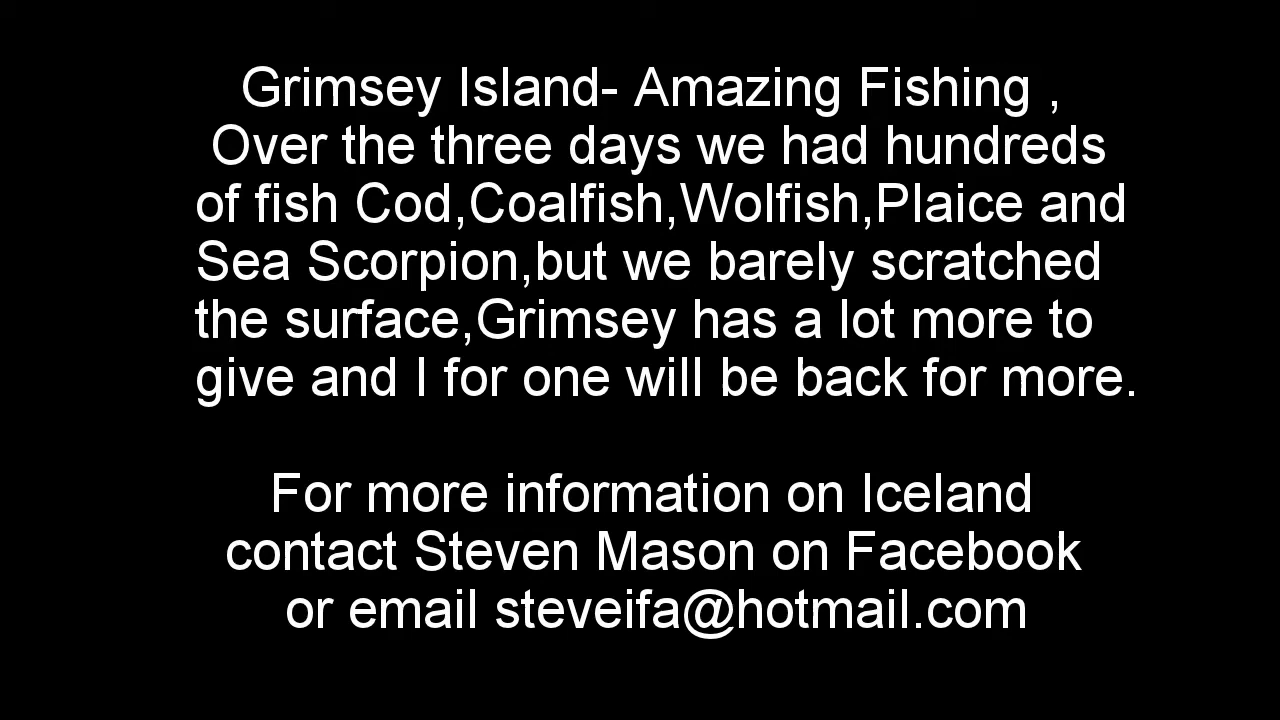 Grimsey Island- Amazing Fishing ,
Over the three days we had hundreds
of fish Cod,Coalfish,Wolfish,Plaice and
Sea Scorpion,but we barely scratched
the surface,Grimsey has a lot more to
give and I for one will be back for more.
For more information on Iceland
contact Steven Mason on Facebook
or email steveifa@hotmail.com